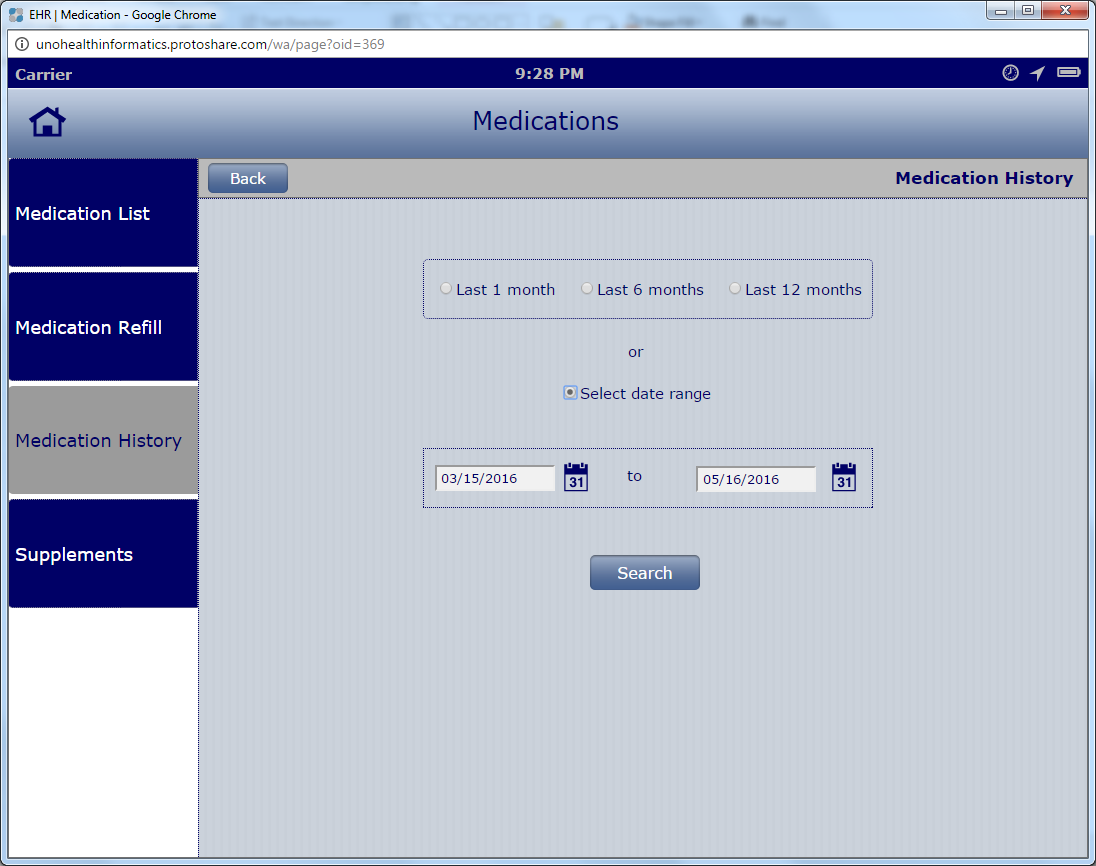 EHR | Medication - Google Chrome
unohealthinformatics.protoshare.com/wa/page?oid=369
Carrier 9:28 PM
Medications
Back Medication History
Medication List
Medication Refill
Medication History
Supplements
Last 1 month Last 6 months Last 12 months
or
Select date range
03/15/2016 31 to 05/16/2016 31
Search